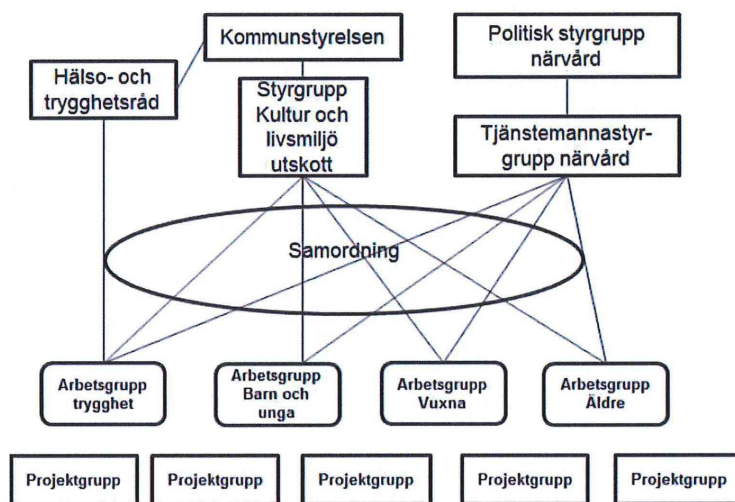 Kommunstyrelsen
Politisk styrgrupp
närvård
Hälso- och
trygghetsråd
Styrgrupp
Kultur och
livsmiljö
utskott
Tjänstemannastyr-
grupp närvård
Samordning
Arbetsgrupp
trygghet
Arbetsgrupp
Barn och
unga
Arbetsgrupp
Vuxna
Arbetsgrupp
Äldre
Projektgrupp
Projektgrupp
Projektgrupp
Projektgrupp
Projektgrupp